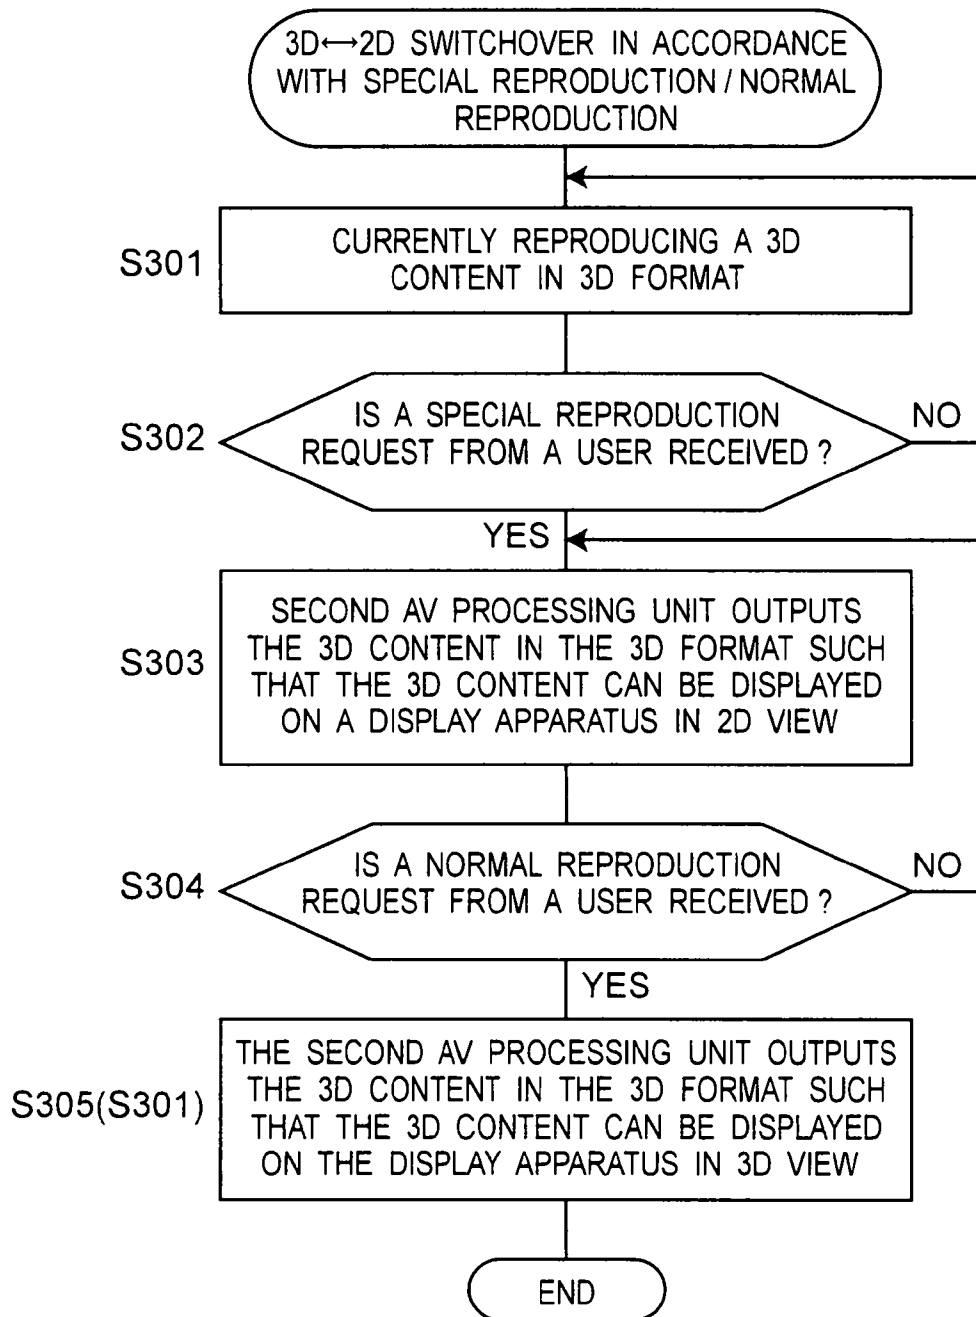 3D↔2D SWITCHOVER IN ACCORDANCE
WITH SPECIAL REPRODUCTION / NORMAL
REPRODUCTION
S301
CURRENTLY REPRODUCING A 3D
CONTENT IN 3D FORMAT
S302
IS A SPECIAL REPRODUCTION
REQUEST FROM A USER RECEIVED ?
NO
YES
S303
SECOND AV PROCESSING UNIT OUTPUTS
THE 3D CONTENT IN THE 3D FORMAT SUCH
THAT THE 3D CONTENT CAN BE DISPLAYED
ON A DISPLAY APPARATUS IN 2D VIEW
S304
IS A NORMAL REPRODUCTION
REQUEST FROM A USER RECEIVED ?
NO
YES
S305(S301)
THE SECOND AV PROCESSING UNIT OUTPUTS
THE 3D CONTENT IN THE 3D FORMAT SUCH
THAT THE 3D CONTENT CAN BE DISPLAYED
ON THE DISPLAY APPARATUS IN 3D VIEW
END